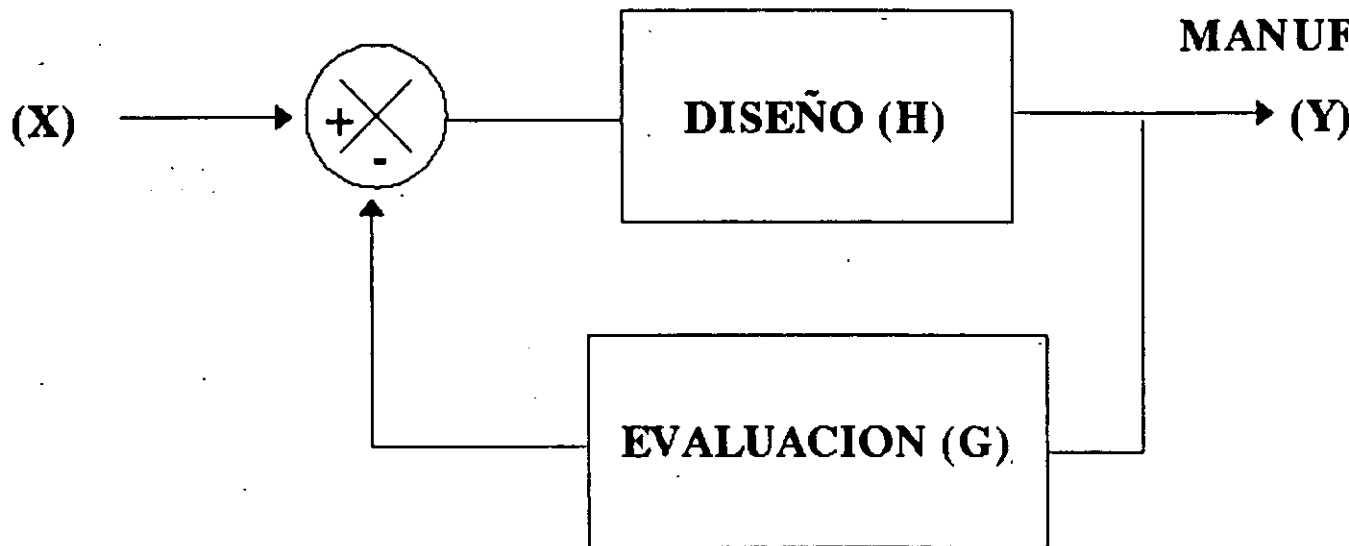 MANUF
(X)
+
-
DISEÑO (H)
(Y)
EVALUACION (G)